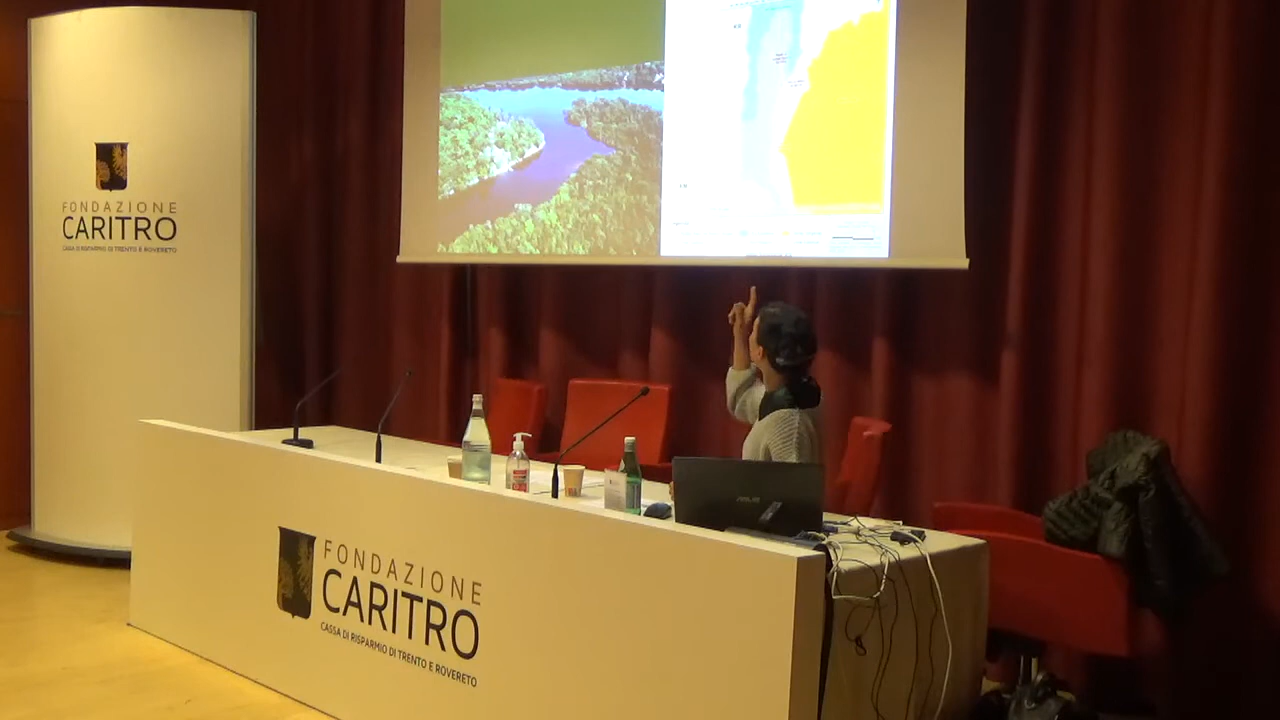 FONDAZIONE
CARITRO
CASSA DI RISPARMIO DI TRENTO E ROVERETO
FONDAZIONE
CARITRO
CASSA DI RISPARMIO DI TRENTO E ROVERETO
ASUS